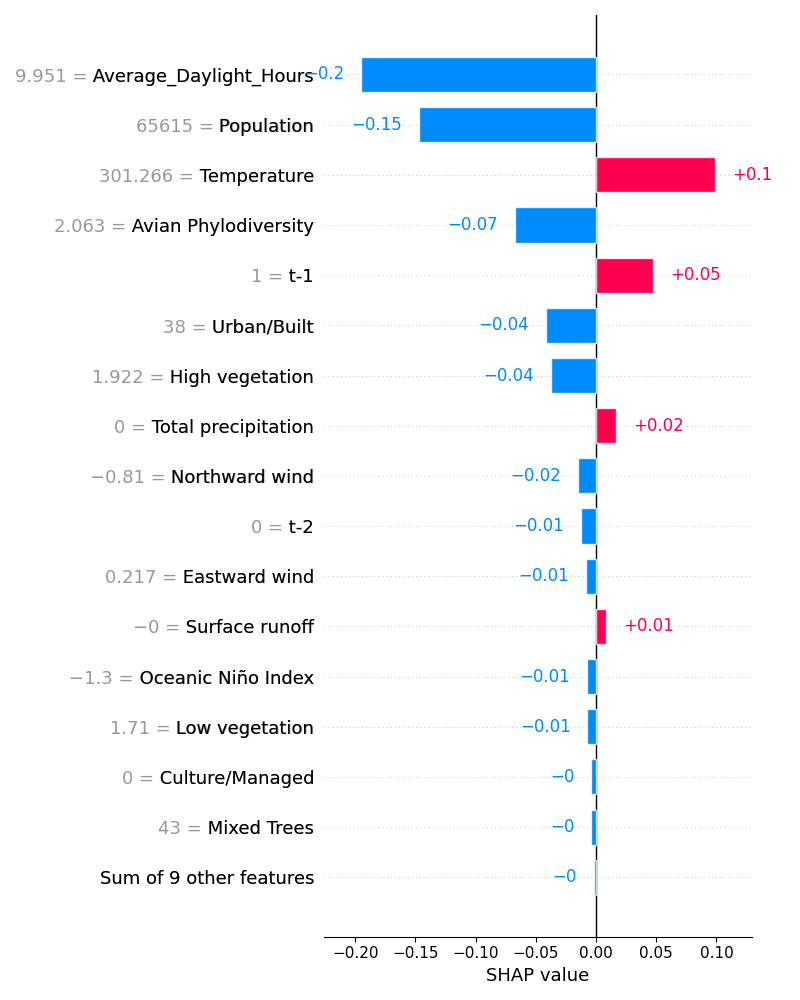 9.951 = Average_Daylight_Hours −0.2
65615 = Population −0.15
301.266 = Temperature +0.1
2.063 = Avian Phylodiversity −0.07
1 = t-1 +0.05
38 = Urban/Built −0.04
1.922 = High vegetation −0.04
0 = Total precipitation +0.02
−0.81 = Northward wind −0.02
0 = t-2 −0.01
0.217 = Eastward wind −0.01
−0 = Surface runoff +0.01
−1.3 = Oceanic Niño Index −0.01
1.71 = Low vegetation −0.01
0 = Culture/Managed −0
43 = Mixed Trees −0
Sum of 9 other features −0
−0.20 −0.15 −0.10 −0.05 0.00 0.05 0.10
SHAP value